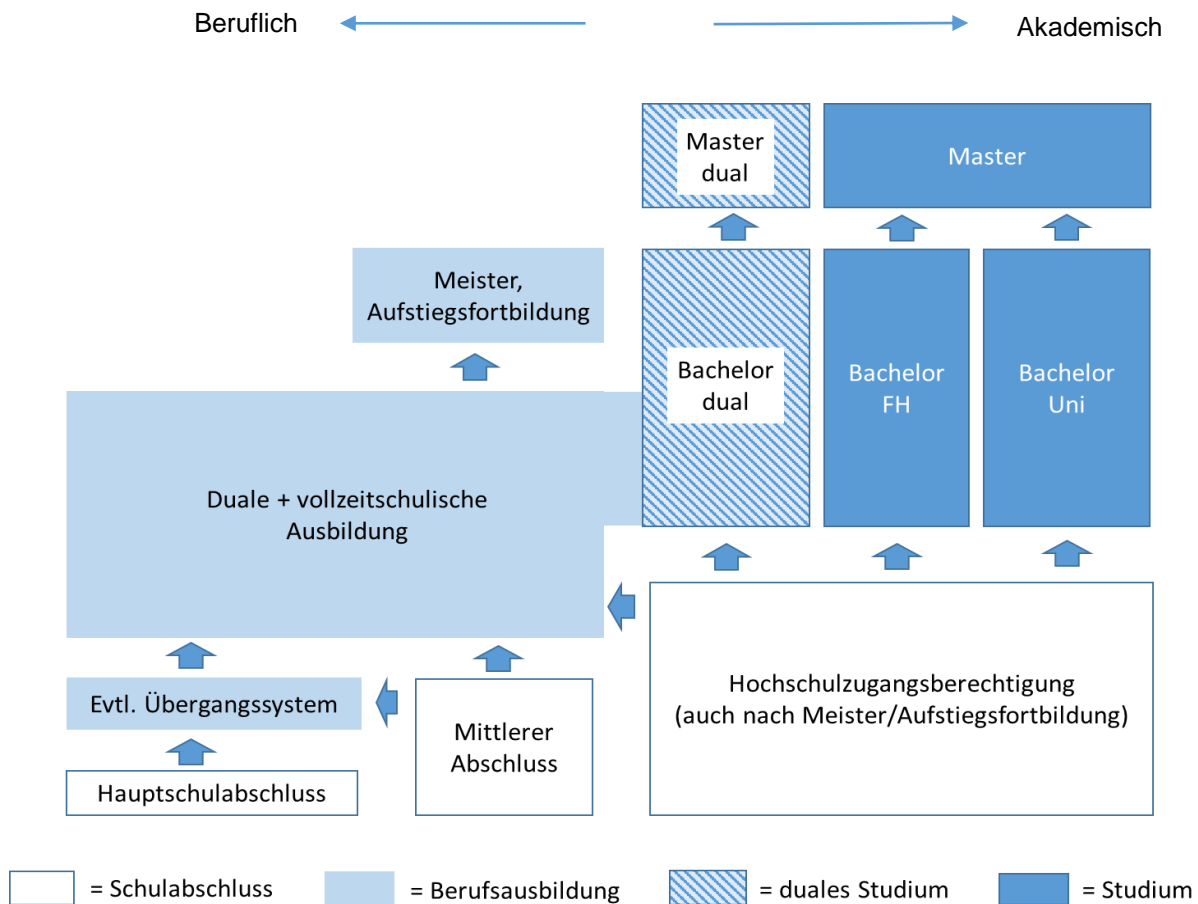 Beruflich
Akademisch
Master
dual
Master
Meister,
Aufstiegsfortbildung
Bachelor
dual
Bachelor
FH
Bachelor
Uni
Duale + vollzeitschulische
Ausbildung
Evtl. Übergangssystem
Mittlerer
Abschluss
Hochschulzugangsberechtigung
(auch nach Meister/Aufstiegsfortbildung)
Hauptschulabschluss
= Schulabschluss
= Berufsausbildung
= duales Studium
= Studium